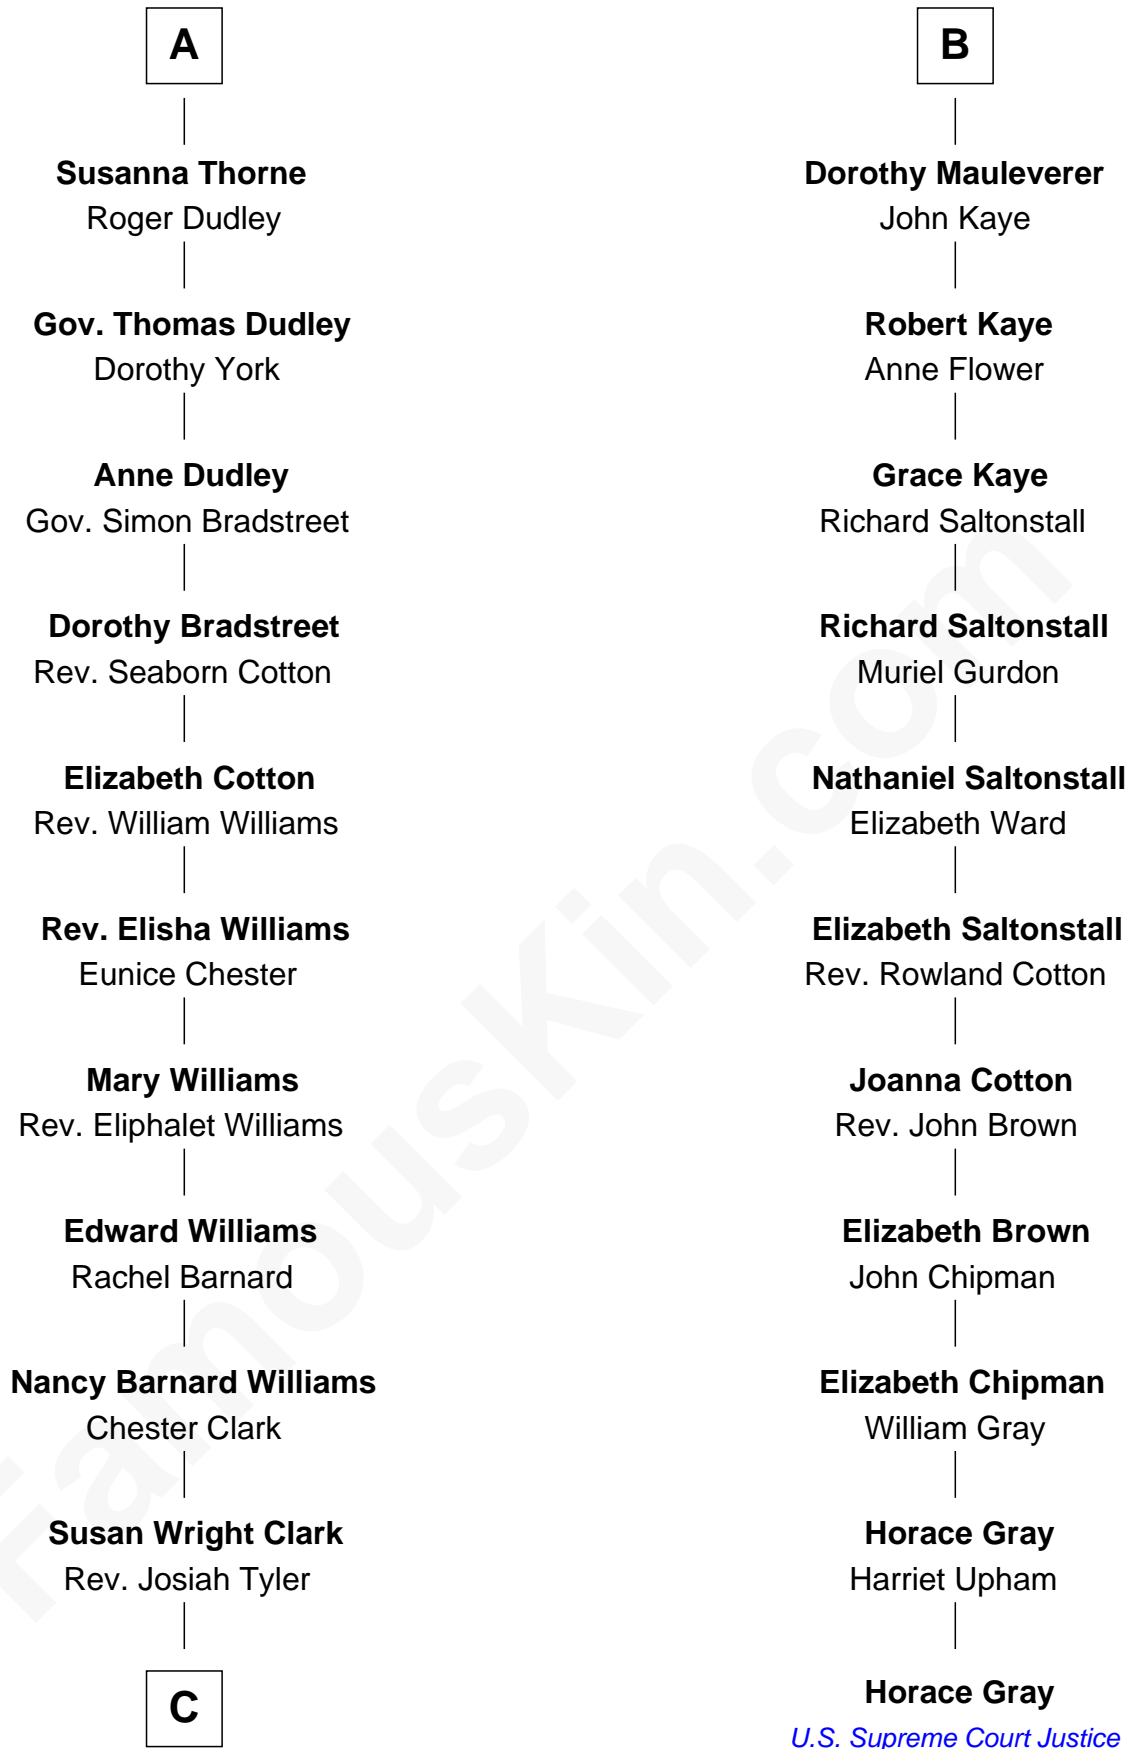 A
Susanna Thorne
Roger Dudley
Gov. Thomas Dudley
Dorothy York
Anne Dudley
Gov. Simon Bradstreet
Dorothy Bradstreet
Rev. Seaborn Cotton
Elizabeth Cotton
Rev. William Williams
Rev. Elisha Williams
Eunice Chester
Mary Williams
Rev. Eliphalet Williams
Edward Williams
Rachel Barnard
Nancy Barnard Williams
Chester Clark
Susan Wright Clark
Rev. Josiah Tyler
C
B
Dorothy Mauleverer
John Kaye
Robert Kaye
Anne Flower
Grace Kaye
Richard Saltonstall
Richard Saltonstall
Muriel Gurdon
Nathaniel Saltonstall
Elizabeth Ward
Elizabeth Saltonstall
Rev. Rowland Cotton
Joanna Cotton
Rev. John Brown
Elizabeth Brown
John Chipman
Elizabeth Chipman
William Gray
Horace Gray
Harriet Upham
Horace Gray
U.S. Supreme Court Justice
FamousKin.com